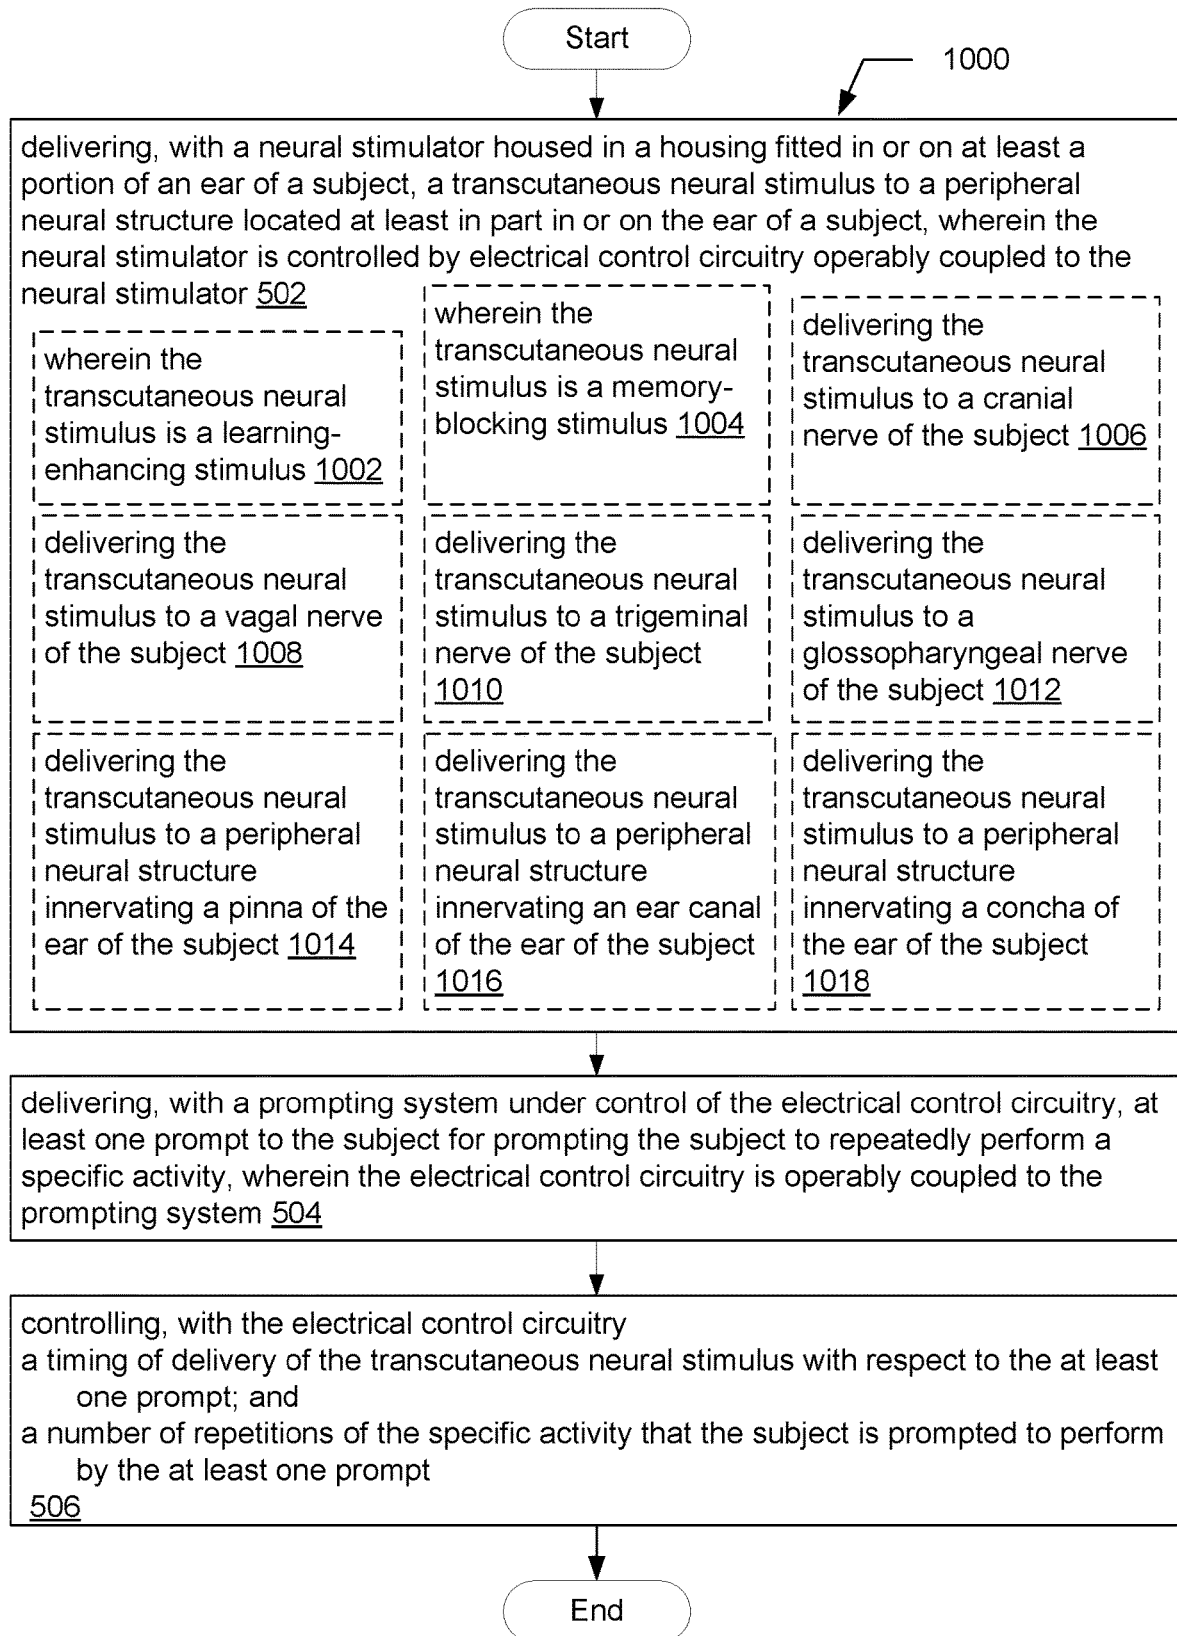 Start
1000
delivering, with a neural stimulator housed in a housing fitted in or on at least a
portion of an ear of a subject, a transcutaneous neural stimulus to a peripheral
neural structure located at least in part in or on the ear of a subject, wherein the
neural stimulator is controlled by electrical control circuitry operably coupled to the
neural stimulator 502
wherein the
transcutaneous neural
stimulus is a learning-
enhancing stimulus 1002
wherein the
transcutaneous neural
stimulus is a memory-
blocking stimulus 1004
delivering the
transcutaneous neural
stimulus to a cranial
nerve of the subject 1006
delivering the
transcutaneous neural
stimulus to a vagal nerve
of the subject 1008
delivering the
transcutaneous neural
stimulus to a trigeminal
nerve of the subject
1010
delivering the
transcutaneous neural
stimulus to a
glossopharyngeal nerve
of the subject 1012
delivering the
transcutaneous neural
stimulus to a peripheral
neural structure
innervating a pinna of the
ear of the subject 1014
delivering the
transcutaneous neural
stimulus to a peripheral
neural structure
innervating an ear canal
of the ear of the subject
1016
delivering the
transcutaneous neural
stimulus to a peripheral
neural structure
innervating a concha of
the ear of the subject
1018
delivering, with a prompting system under control of the electrical control circuitry, at
least one prompt to the subject for prompting the subject to repeatedly perform a
specific activity, wherein the electrical control circuitry is operably coupled to the
prompting system 504
controlling, with the electrical control circuitry
a timing of delivery of the transcutaneous neural stimulus with respect to the at least
one prompt; and
a number of repetitions of the specific activity that the subject is prompted to perform
by the at least one prompt
506
End